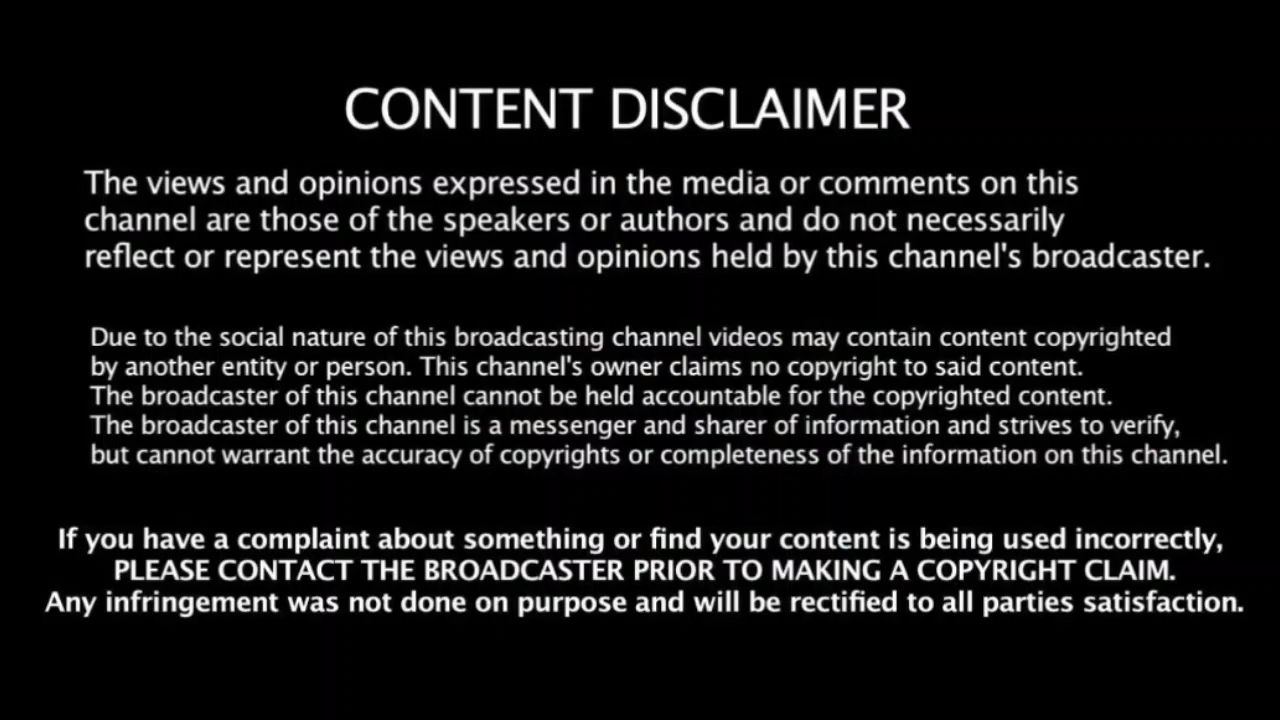 CONTENT DISCLAIMER
The views and opinions expressed in the media or comments on this
channel are those of the speakers or authors and do not necessarily
reflect or represent the views and opinions held by this channel's broadcaster.
Due to the social nature of this broadcasting channel videos may contain content copyrighted
by another entity or person. This channel's owner claims no copyright to said content.
The broadcaster of this channel cannot be held accountable for the copyrighted content.
The broadcaster of this channel is a messenger and sharer of information and strives to verify,
but cannot warrant the accuracy of copyrights or completeness of the information on this channel.
If you have a complaint about something or find your content is being used incorrectly,
PLEASE CONTACT THE BROADCASTER PRIOR TO MAKING A COPYRIGHT CLAIM.
Any infringement was not done on purpose and will be rectified to all parties satisfaction.